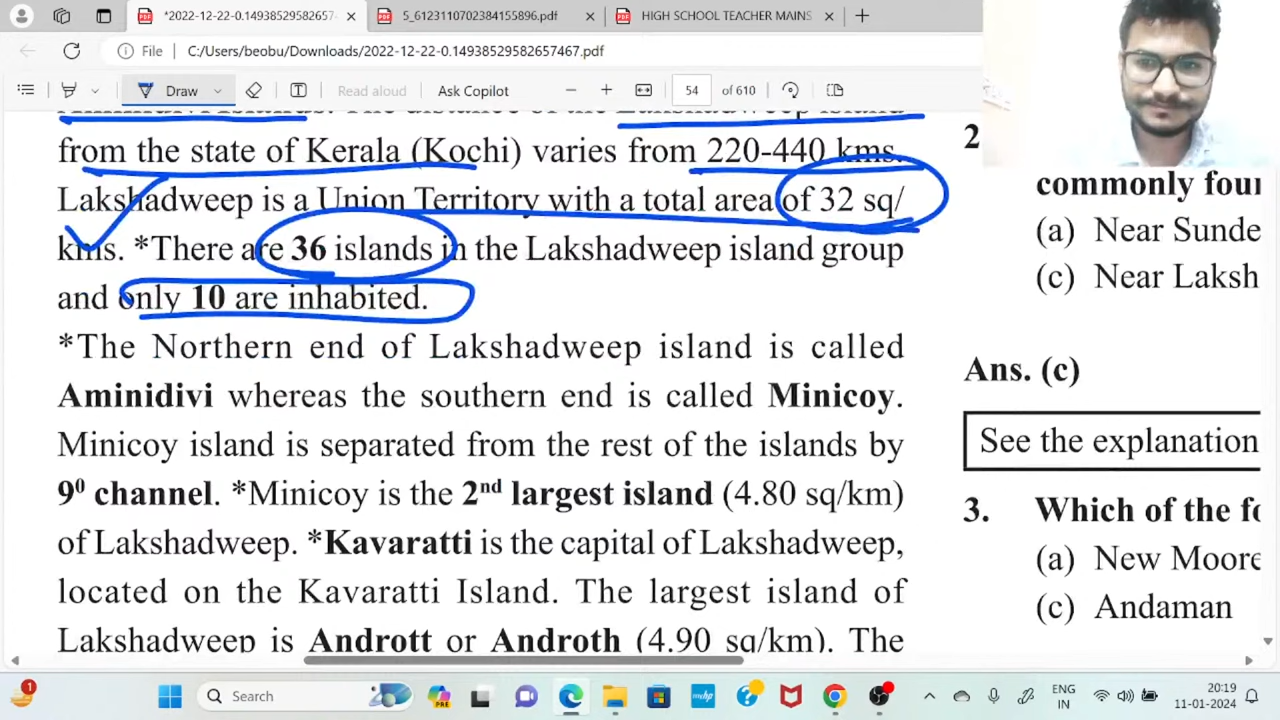 *2022-12-22-0.14938529582657-
5_6123110702384155896.pdf
HIGH SCHOOL TEACHER MAINS
File
C:/Users/beobu/Downloads/2022-12-22-0.14938529582657467.pdf
Draw
Read aloud
Ask Copilot
54
of 610
from the state of Kerala (Kochi) varies from 220-440 kms.
Lakshadweep is a Union Territory with a total area of 32 sq/
kms. *There are 36 islands in the Lakshadweep island group
and only 10 are inhabited.
*The Northern end of Lakshadweep island is called
Aminidivi whereas the southern end is called Minicoy.
Minicoy island is separated from the rest of the islands by
9⁰ channel. *Minicoy is the 2nd largest island (4.80 sq/km)
of Lakshadweep. *Kavaratti is the capital of Lakshadweep,
located on the Kavaratti Island. The largest island of
Lakshadweep is Andrott or Androth (4.90 sq/km). The
2
commonly four
(a) Near Sunde
(c) Near Laksh
Ans. (c)
See the explanation
3. Which of the fo
(a) New Moore
(c) Andaman
1
Search
PRE
hp
ENG
IN
20:19
11-01-2024